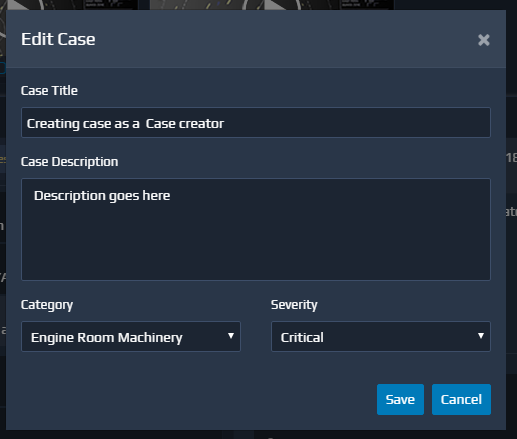 Edit Case
Case Title
Creating case as a  Case creator
Case Description
Description goes here
Category
Severity
Engine Room Machinery
Critical
Save
Cancel